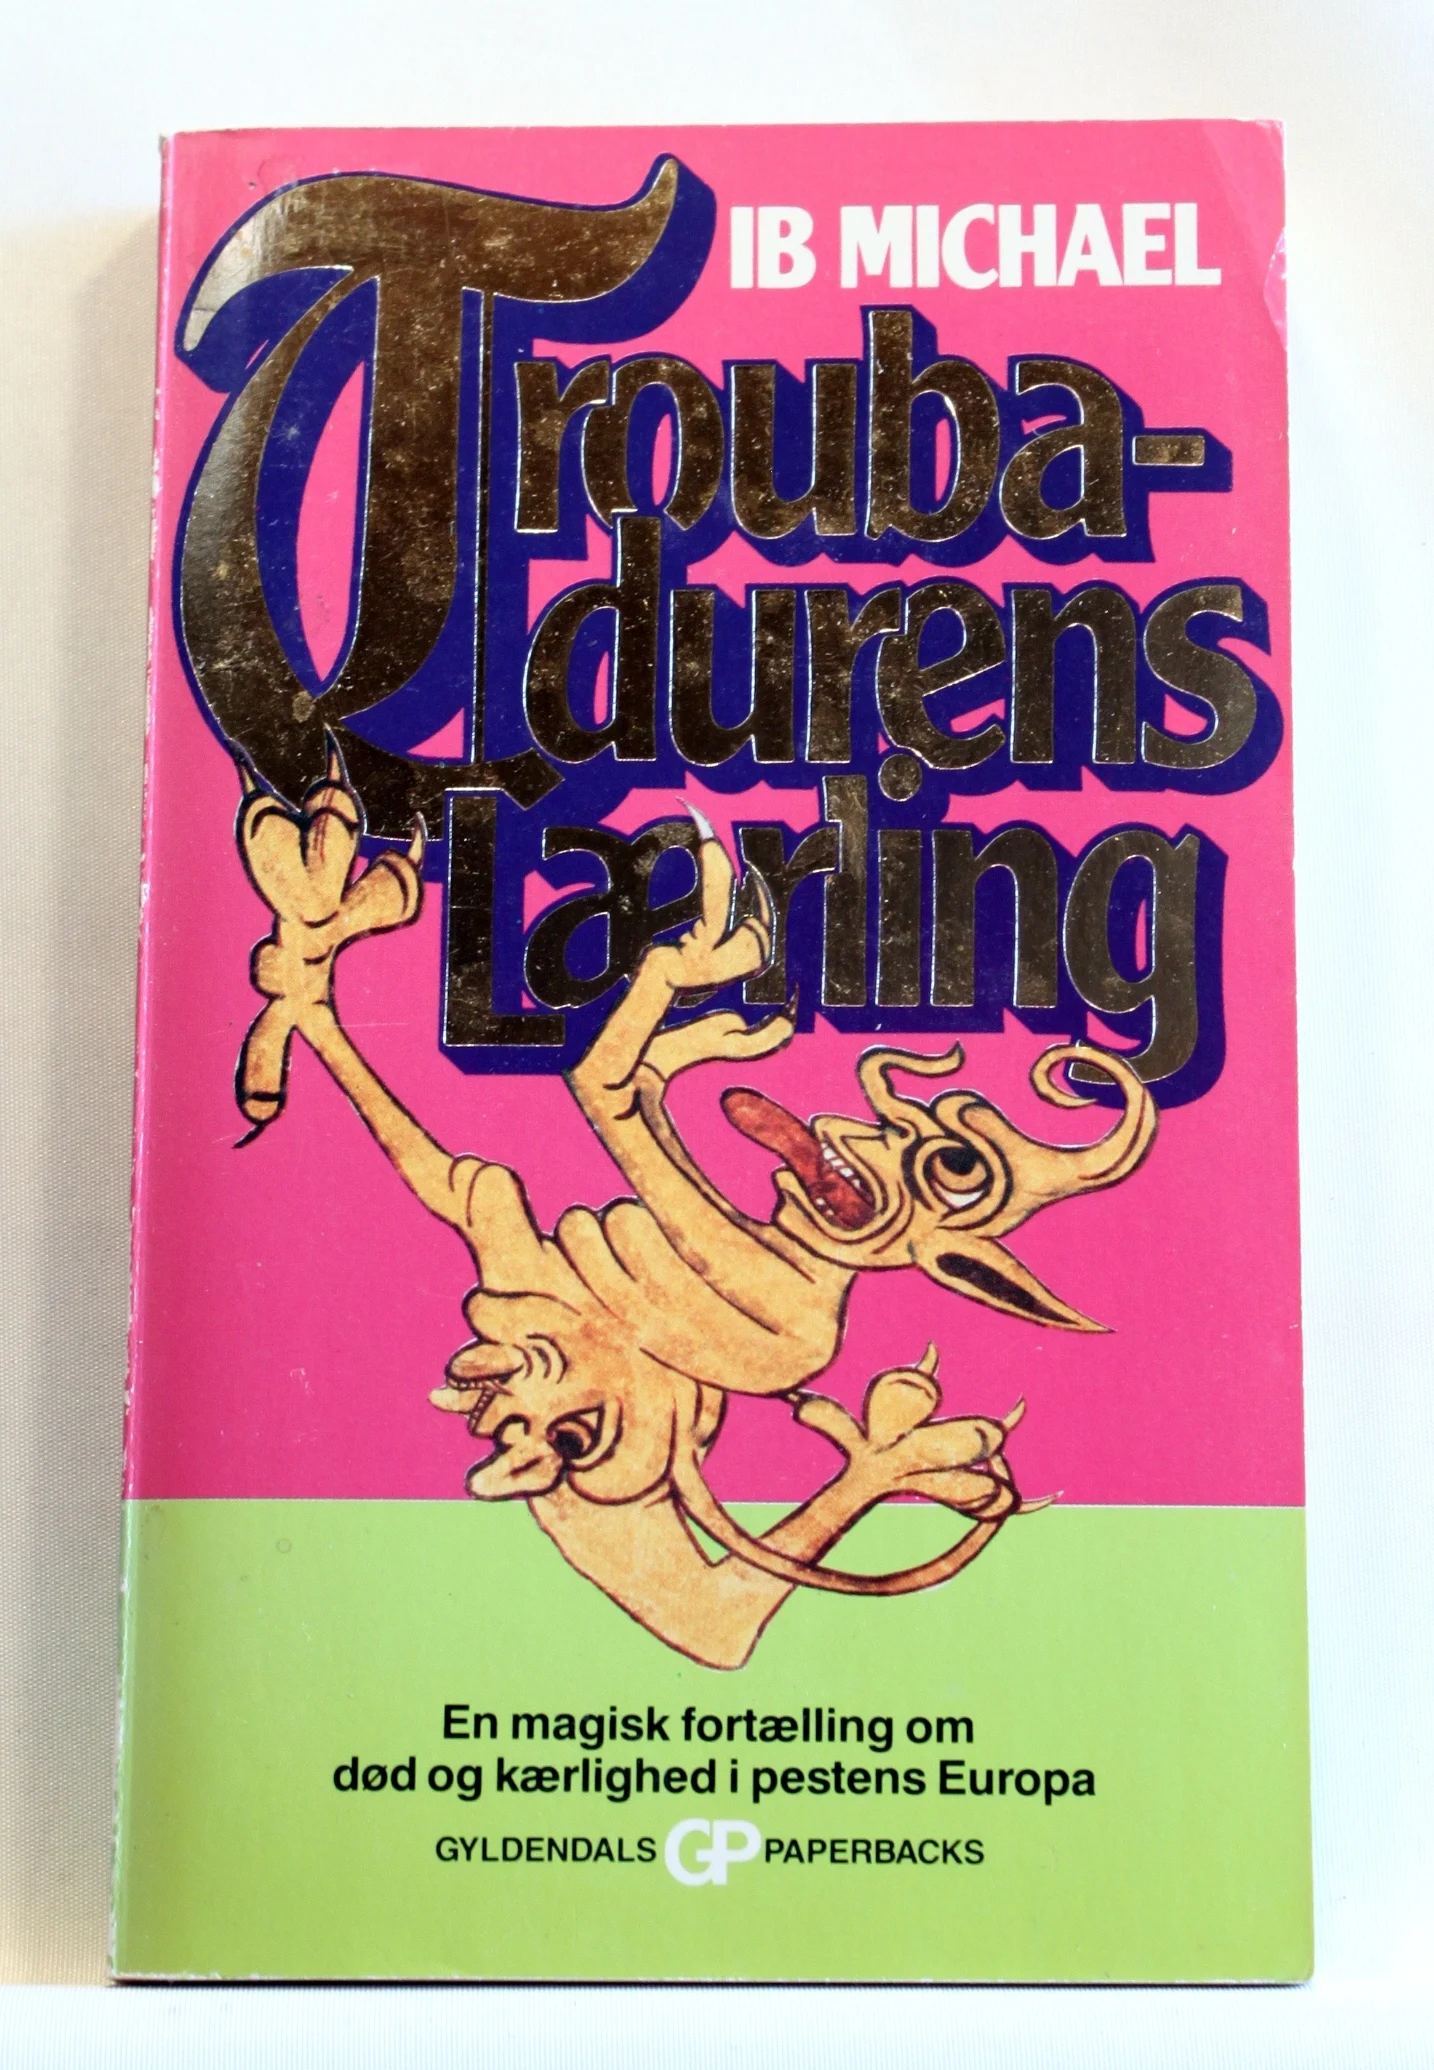 IB MICHAEL
Trouba-
durens
Lærling
En magisk fortælling om
død og kærlighed i pestens Europa
GYLDENDALS GP PAPERBACKS